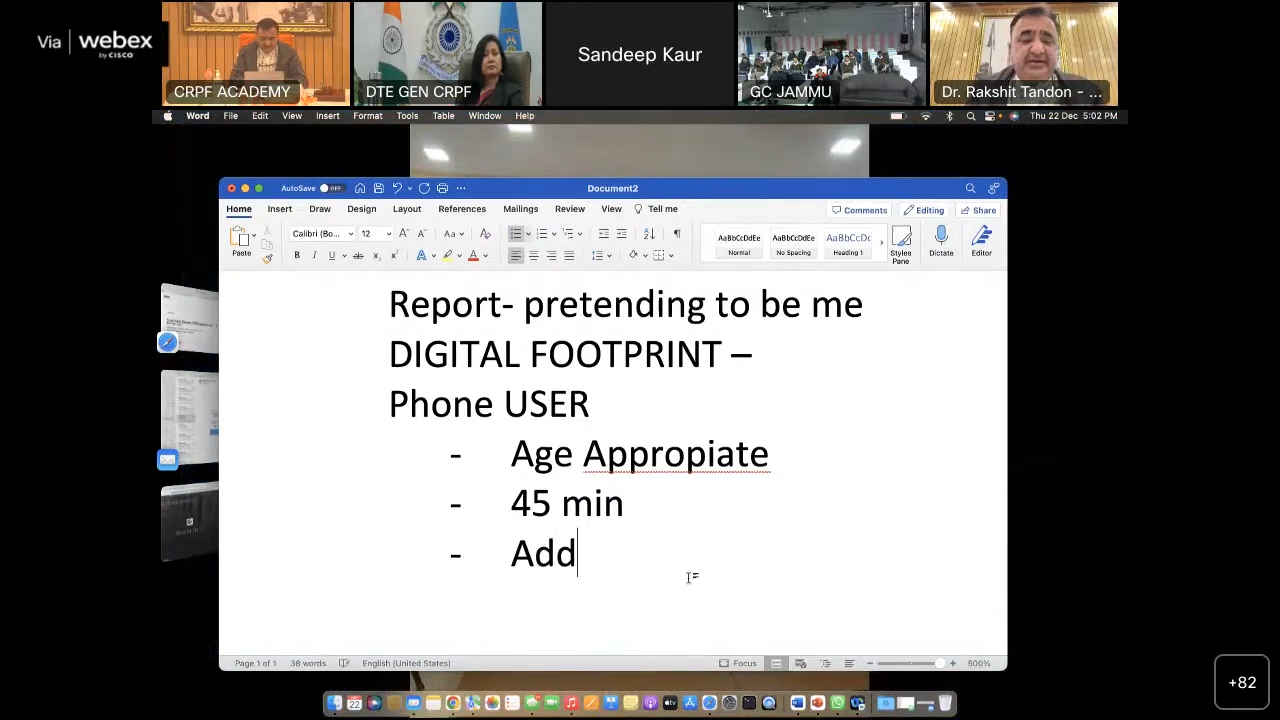 Via webex
by CISCO
CRPF ACADEMY
DTE GEN CRPF
Sandeep Kaur
GC JAMMU
Dr. Rakshit Tandon - ...
Word File Edit View Insert Format Tools Table Window Help
Thu 22 Dec 5:02 PM
AutoSave OFF
Document2
Home Insert Draw Design Layout References Mailings Review View Tell me
Comments Editing Share
Calibri (Bo... 12
Paste
AaBbCcDdEe AaBbCcDdEe AaBbCcDc
Normal No Spacing Heading 1
Styles Pane
Dictate
Editor
Report- pretending to be me
DIGITAL FOOTPRINT –
Phone USER
- Age Appropiate
- 45 min
- Add
Page 1 of 1 38 words English (United States)
Focus
500%
+82